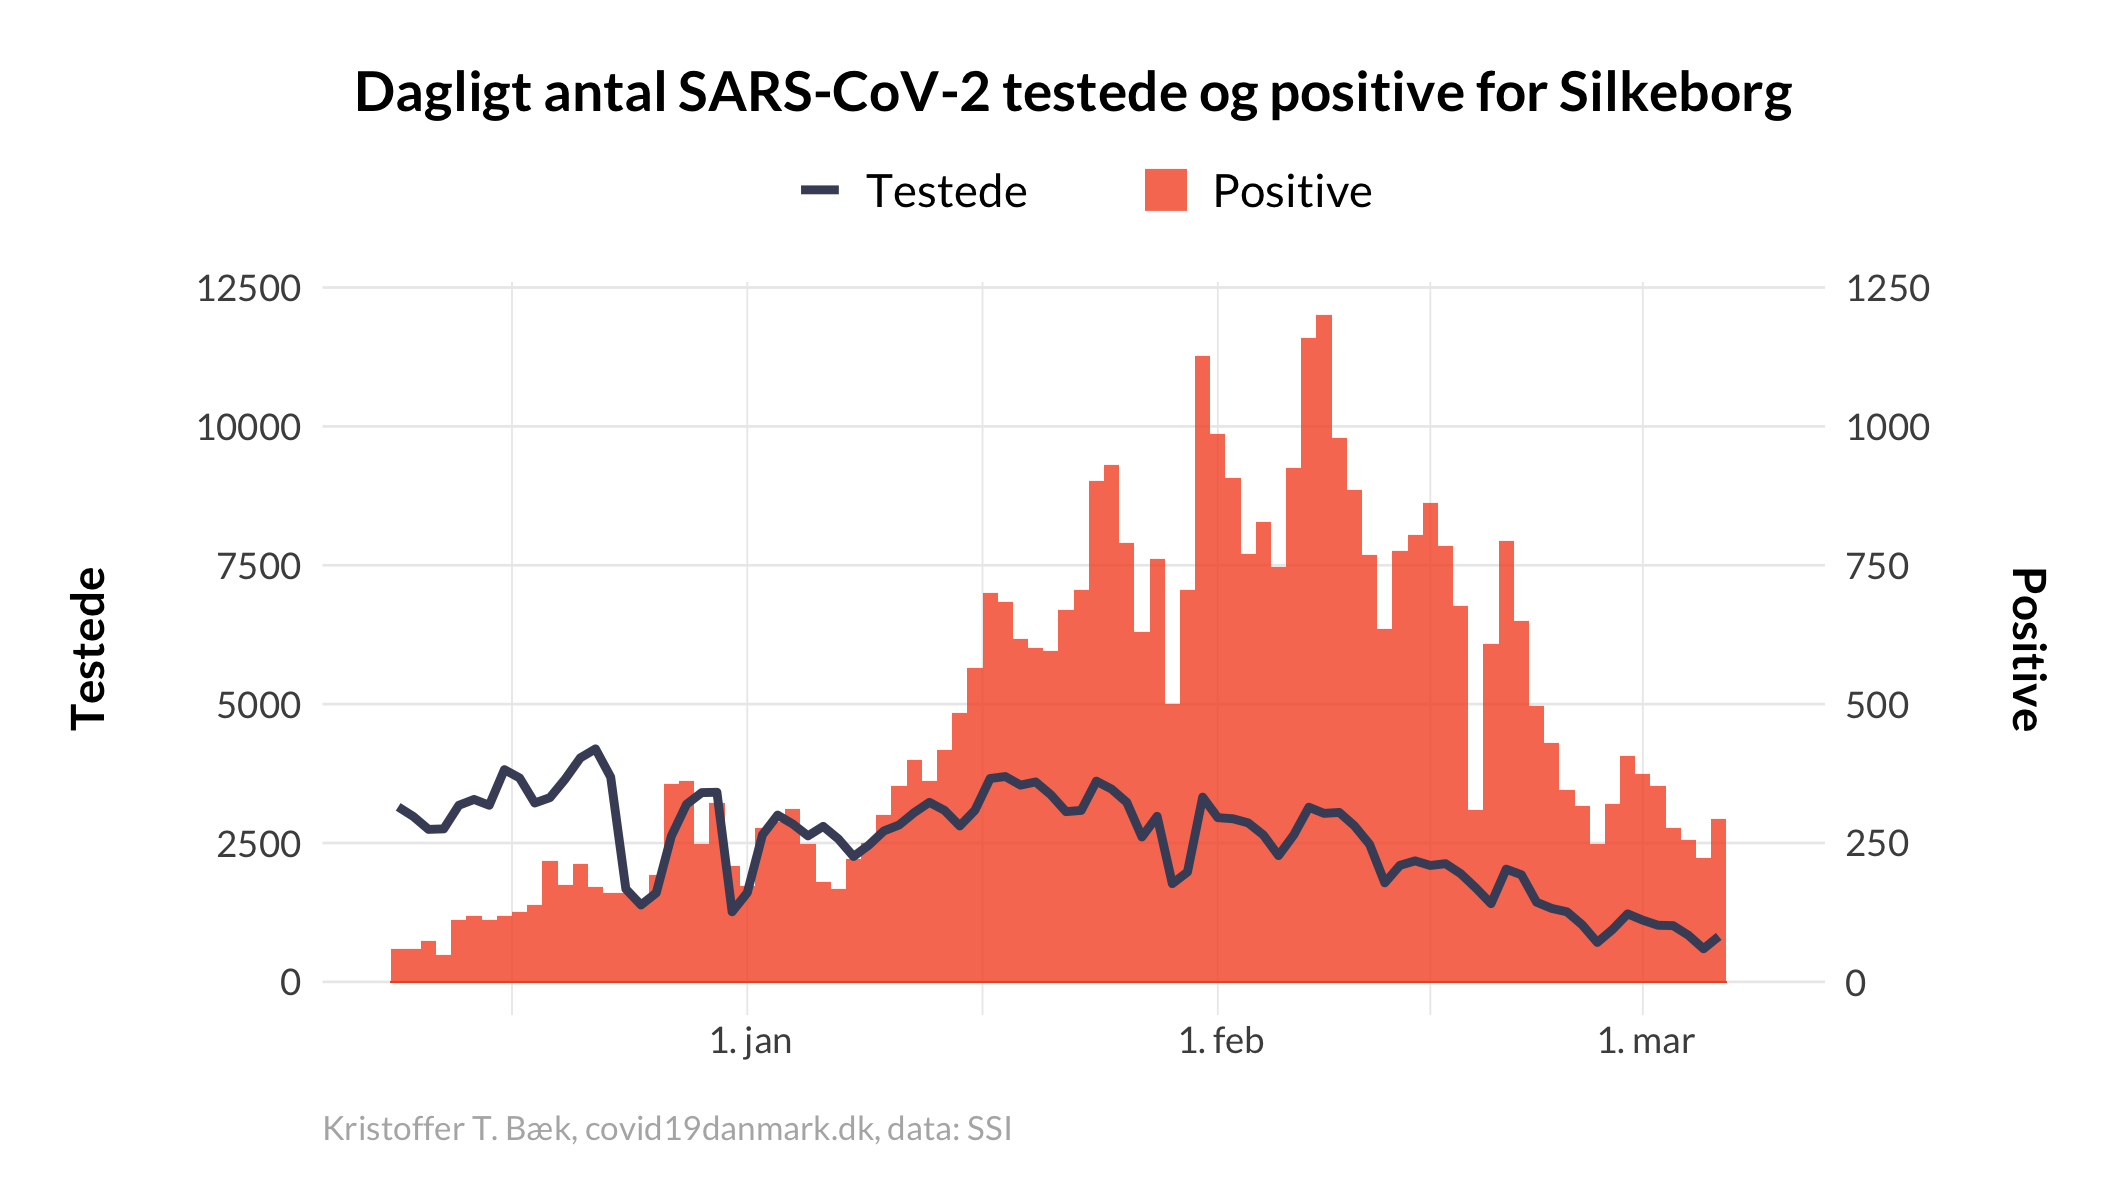 Dagligt antal SARS-CoV-2 testede og positive for Silkeborg
Testede
Positive
12500
10000
7500
5000
2500
0
Testede
1250
1000
750
500
250
0
Positive
1. jan
1. feb
1. mar
Kristoffer T. Bæk, covid19danmark.dk, data: SSI